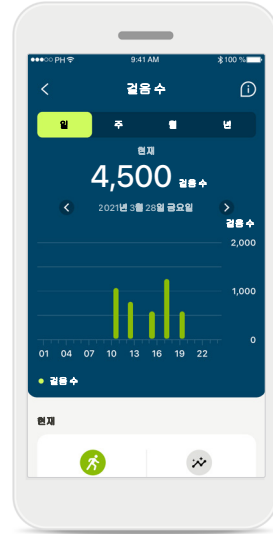 PH 9:41 AM 100 %
걸음 수
일 주 월 년
현재
4,500 걸음 수
2021년 3월 28일 금요일
걸음 수
2,000
1,000
0
01 04 07 10 13 16 19 22
걸음 수
현재